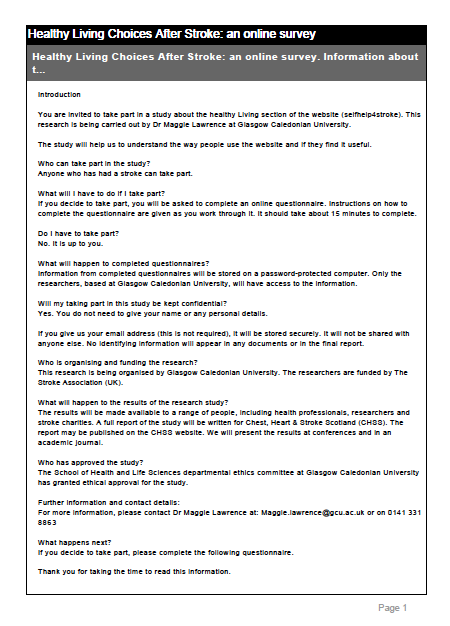 Healthy Living Choices After Stroke: an online survey
Healthy Living Choices After Stroke: an online survey. Information about
t...
Introduction
You are invited to take part in a study about the healthy Living section of the website (selfhelp4stroke). This
research is being carried out by Dr Maggie Lawrence at Glasgow Caledonian University.
The study will help us to understand the way people use the website and if they find it useful.
Who can take part in the study?
Anyone who has had a stroke can take part.
What will I have to do if I take part?
If you decide to take part, you will be asked to complete an online questionnaire. Instructions on how to
complete the questionnaire are given as you work through it. It should take about 15 minutes to complete.
Do I have to take part?
No. It is up to you.
What will happen to completed questionnaires?
Information from completed questionnaires will be stored on a password-protected computer. Only the
researchers, based at Glasgow Caledonian University, will have access to the information.
Will my taking part in this study be kept confidential?
Yes. You do not need to give your name or any personal details.
If you give us your email address (this is not required), it will be stored securely. It will not be shared with
anyone else. No identifying information will appear in any documents or in the final report.
Who is organising and funding the research?
This research is being organised by Glasgow Caledonian University. The researchers are funded by The
Stroke Association (UK).
What will happen to the results of the research study?
The results will be made available to a range of people, including health professionals, researchers and
stroke charities. A full report of the study will be written for Chest, Heart & Stroke Scotland (CHSS). The
report may be published on the CHSS website. We will present the results at conferences and in an
academic journal.
Who has approved the study?
The School of Health and Life Sciences departmental ethics committee at Glasgow Caledonian University
has granted ethical approval for the study.
Further information and contact details:
For more information, please contact Dr Maggie Lawrence at: Maggie.lawrence@gcu.ac.uk or on 0141 331
8863
What happens next?
If you decide to take part, please complete the following questionnaire.
Thank you for taking the time to read this information.
Page 1